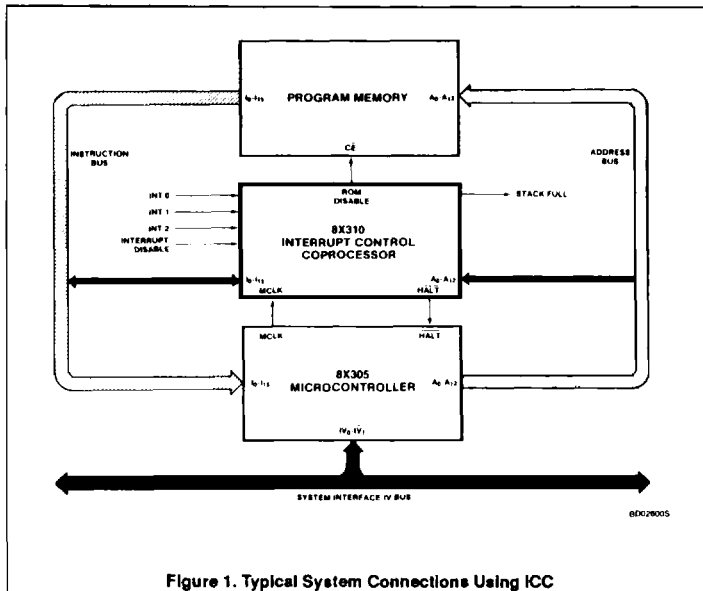 PROGRAM MEMORY
I₀-I₁₅
A₀-A₁₂
CE
INSTRUCTION
BUS
ADDRESS
BUS
INT 0
INT 1
INT 2
INTERRUPT
DISABLE
ROM
DISABLE
STACK FULL
8X310
INTERRUPT CONTROL
COPROCESSOR
I₀-I₁₅
A₀-A₁₂
MCLK
HALT
MCLK
HALT
8X305
MICROCONTROLLER
I₀-I₁₅
A₀-A₁₂
IV₀-IV₇
SYSTEM INTERFACE IV BUS
BD02600S
Figure 1. Typical System Connections Using ICC